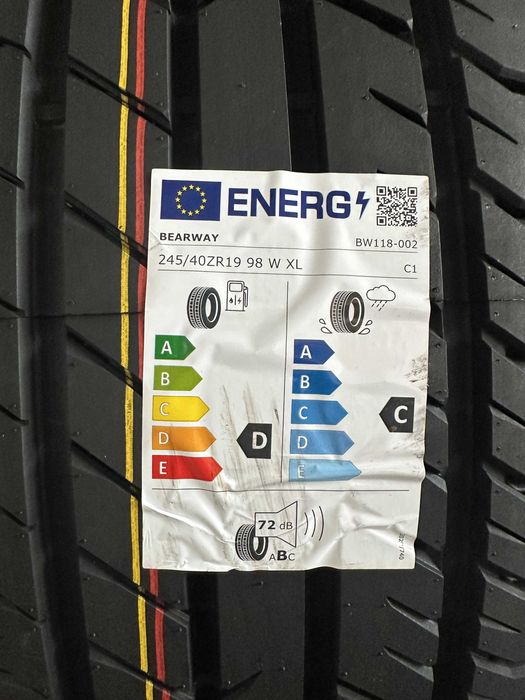 ENERG
BEARWAY
BW118-002
245/40ZR19 98 W XL
C1
A
B
C
D
E
D
A
B
C
D
E
C
72 dB
ABC